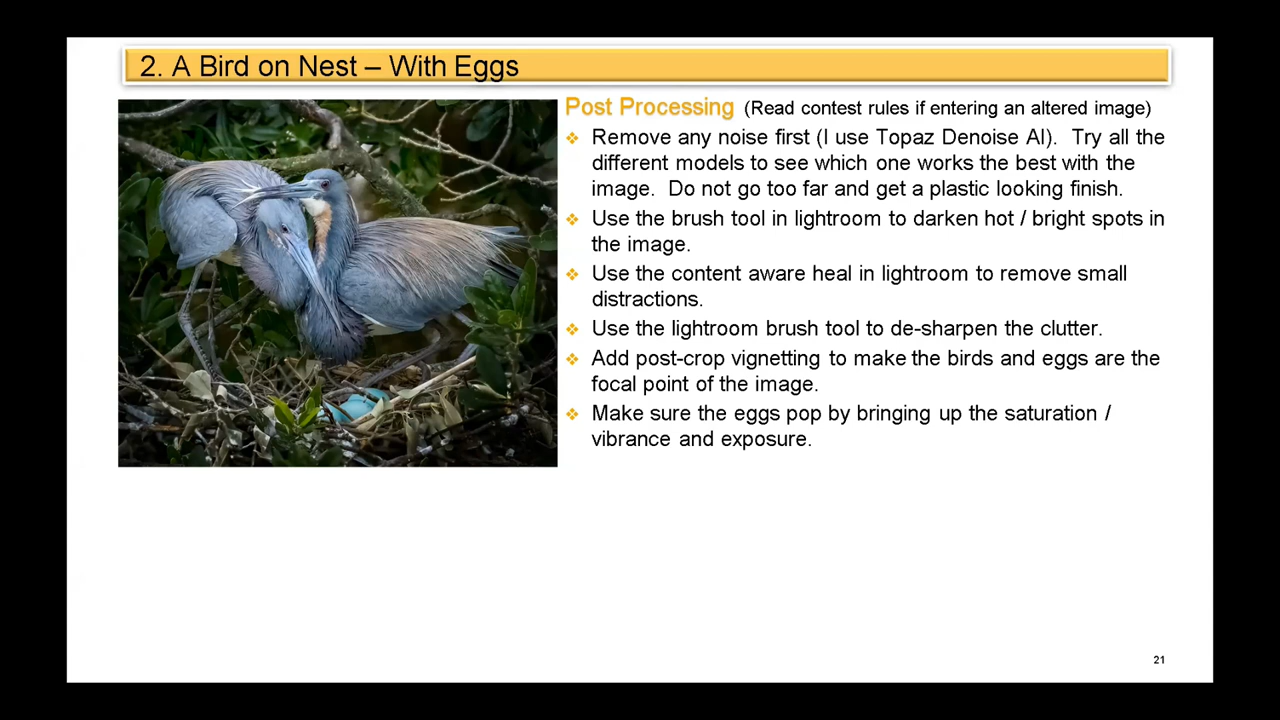 2. A Bird on Nest – With Eggs
Post Processing (Read contest rules if entering an altered image)
❖ Remove any noise first (I use Topaz Denoise AI). Try all the
different models to see which one works the best with the
image. Do not go too far and get a plastic looking finish.
❖ Use the brush tool in lightroom to darken hot / bright spots in
the image.
❖ Use the content aware heal in lightroom to remove small
distractions.
❖ Use the lightroom brush tool to de-sharpen the clutter.
❖ Add post-crop vignetting to make the birds and eggs are the
focal point of the image.
❖ Make sure the eggs pop by bringing up the saturation /
vibrance and exposure.
21